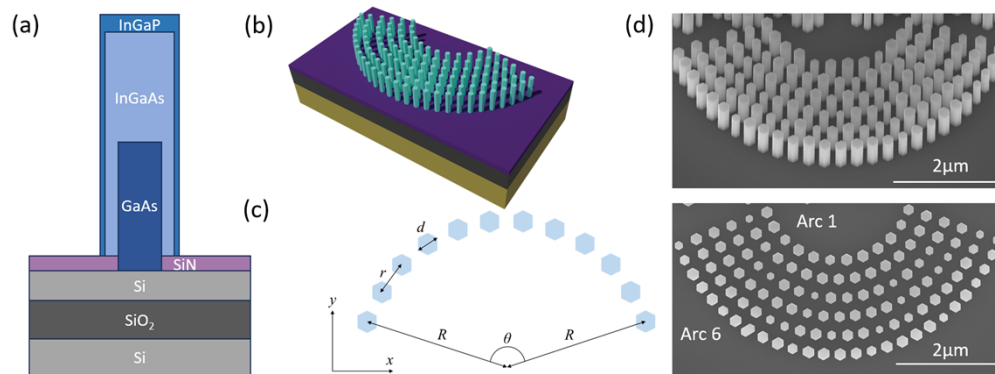 (a)
InGaP
InGaAs
GaAs
SiN
Si
SiO2
Si
(b)
(c)
d
r
y
x
R
θ
R
(d)
2μm
Arc 1
Arc 6
2μm